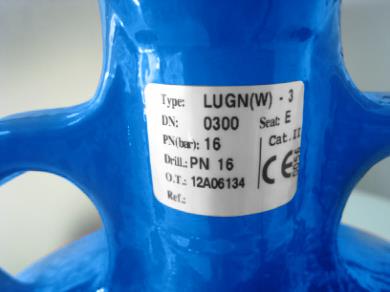 Type: LUGN(W) - 3
DN: 0300 Seat: E
PN(bar): 16 Cat.II
Drill.: PN 16 CE
O.T.: 12A06134
Ref.: